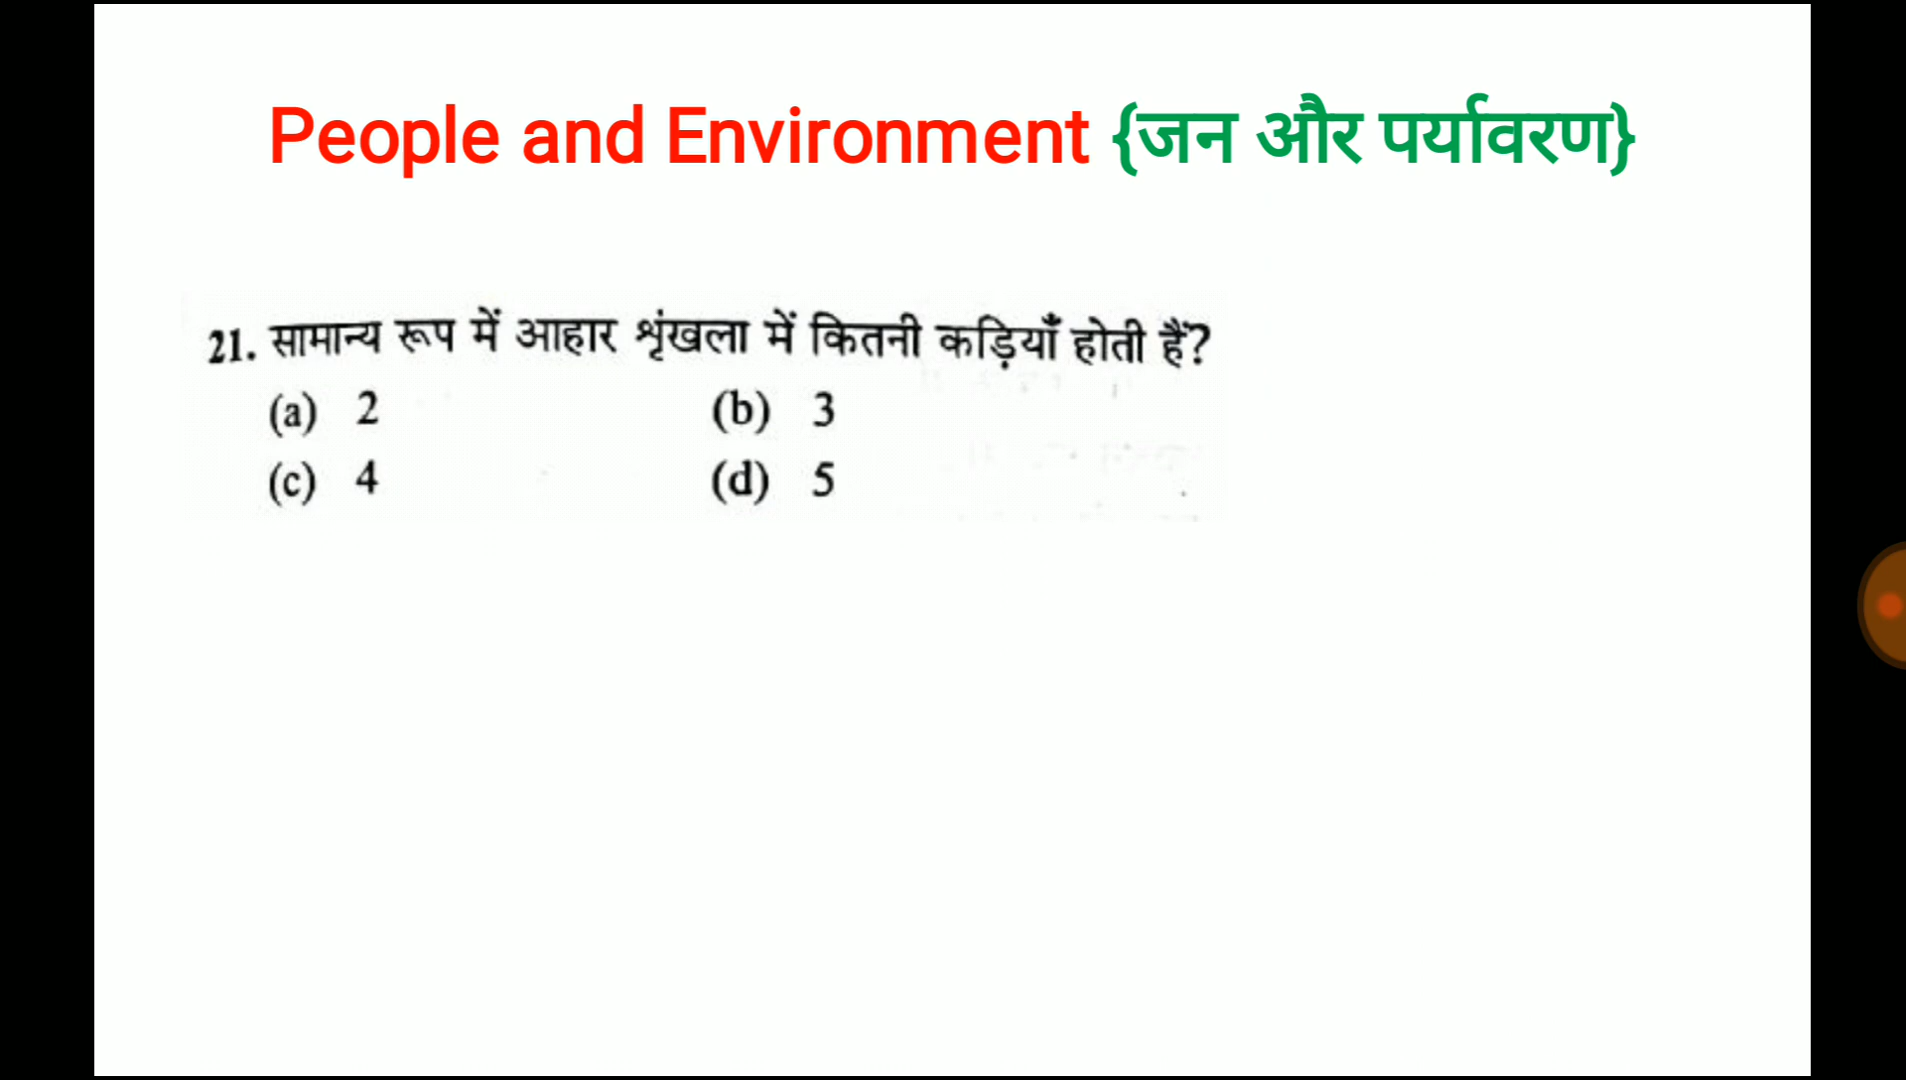 People and Environment {जन और पर्यावरण}
21. सामान्य रूप में आहार शृंखला में कितनी कड़ियाँ होती हैं?
(a) 2 (b) 3
(c) 4 (d) 5